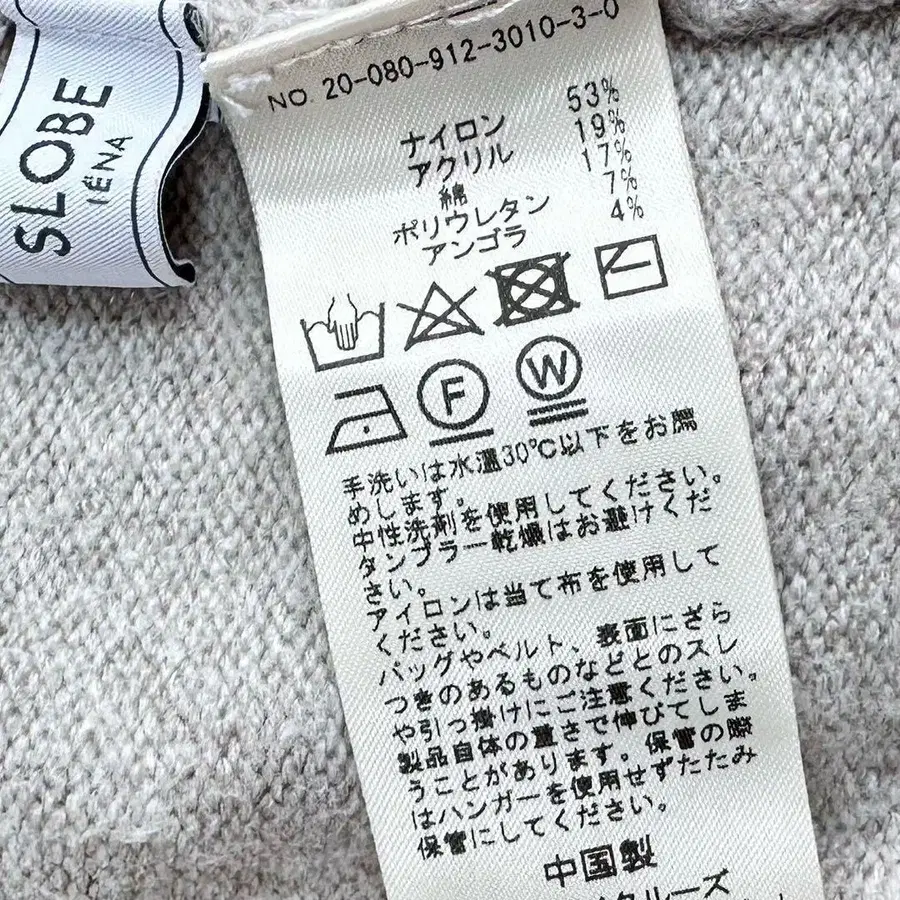 SLOBE
IÉNA
NO. 20-080-912-3010-3-0
ナイロン 53%
アクリル 19%
綿 17%
ポリウレタン 7%
アンゴラ 4%
F
W
手洗いは水温30℃以下をお薦
めします。
中性洗剤を使用してください。
タンブラー乾燥はお避けくだ
さい。
アイロンは当て布を使用して
ください。
バッグやベルト、表面にざら
つきのあるものなどとのスレ
や引っ掛けにご注意ください。
製品自体の重さで伸びてしま
うことがあります。保管の際
はハンガーを使用せずたたみ
保管にしてください。
中国製
クルーズ